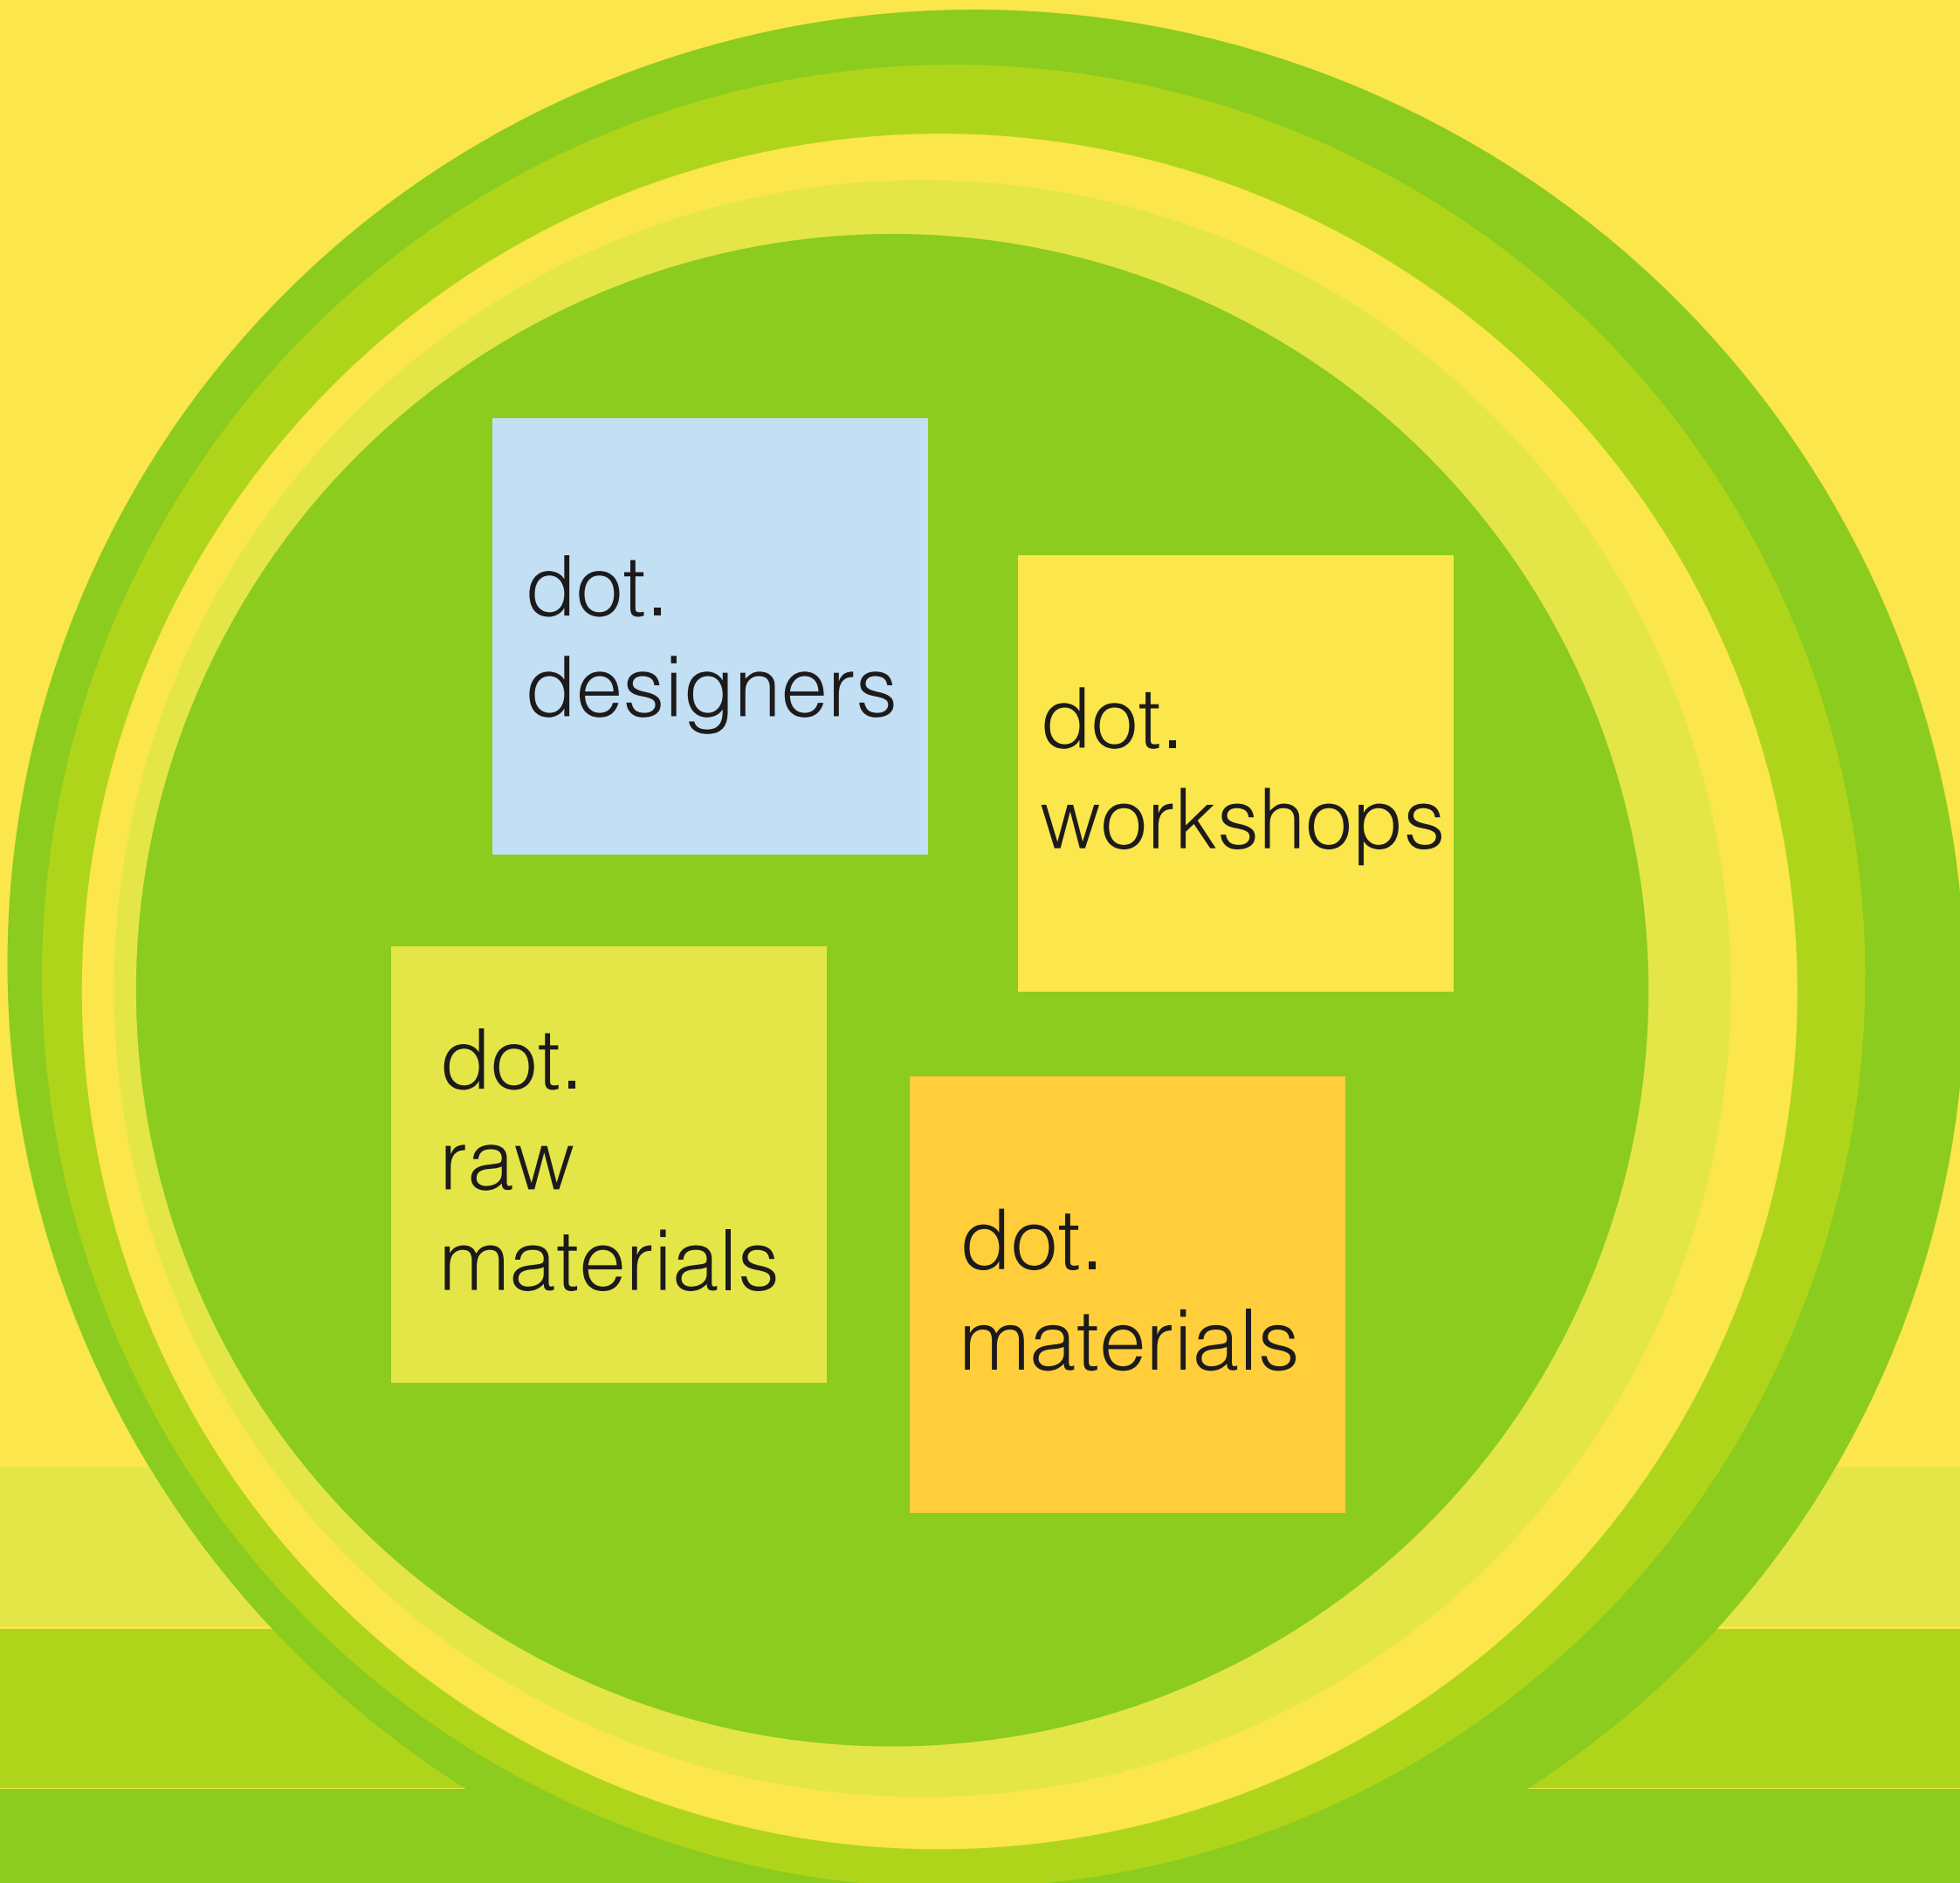 dot.
designers
dot.
workshops
dot.
raw
materials
dot.
materials